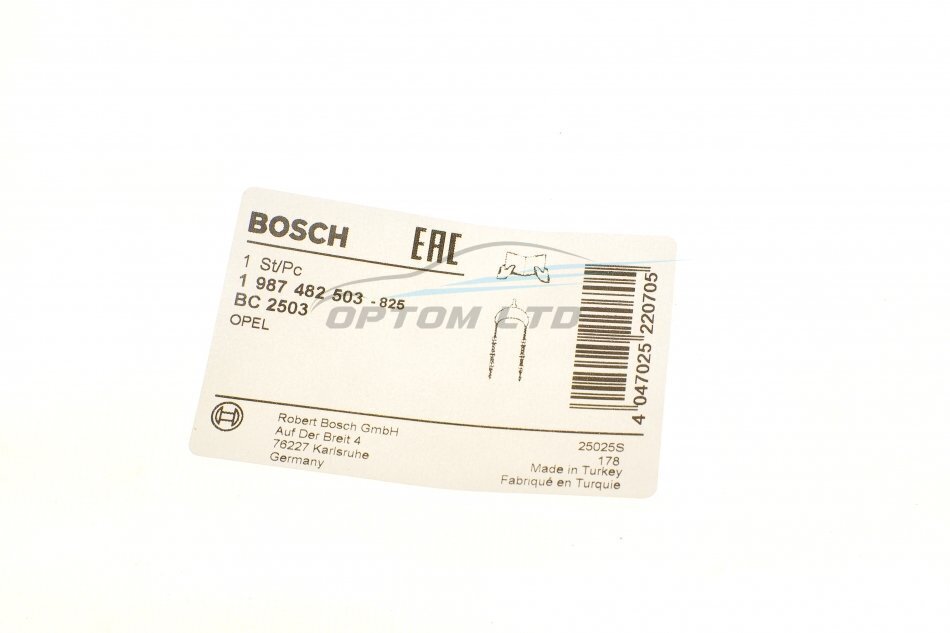 BOSCH
EAC
1 St/Pc
1 987 482 503 - 825
BC 2503
OPEL
OPTOM LTD
4 047025 220705
Robert Bosch GmbH
Auf Der Breit 4
76227 Karlsruhe
Germany
25025S
178
Made in Turkey
Fabriqué en Turquie